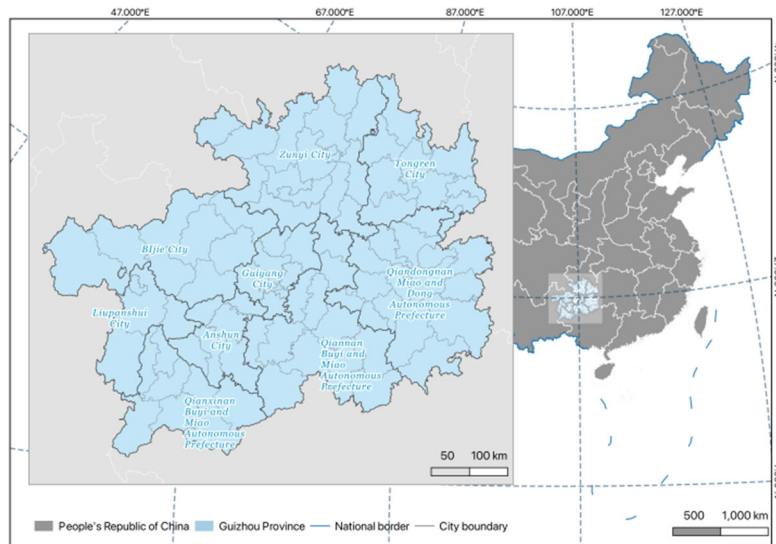 47.000°E
67.000°E
87.000°E
107.000°E
127.000°E
Zunyi City
Tongren
City
BIjie City
Guiyang
City
Qiandongnan
Miao and
Dong
Autonomous
Prefecture
Liupanshui
City
Anshun
City
Qiannan
Buyi and
Miao
Autonomous
Prefecture
Qianxinan
Buyi and
Miao
Autonomous
Prefecture
50 100 km
People's Republic of China
Guizhou Province
National border
City boundary
500 1,000 km